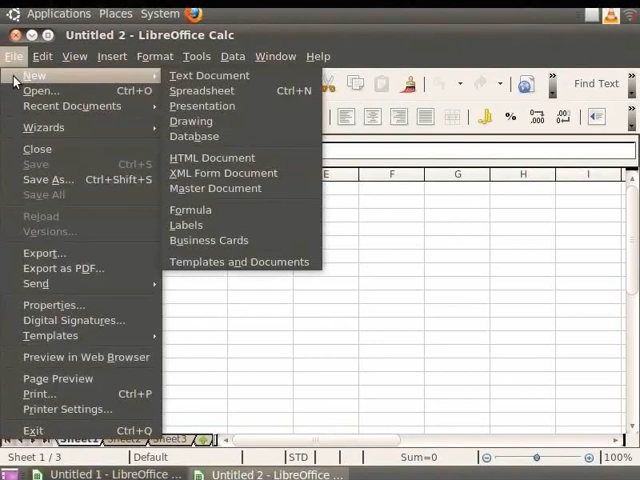 Applications Places System
Untitled 2 - LibreOffice Calc
File Edit View Insert Format Tools Data Window Help
New
Open... Ctrl+O
Recent Documents
Wizards
Close
Save Ctrl+S
Save As... Ctrl+Shift+S
Save All
Reload
Versions...
Export...
Export as PDF...
Send
Properties...
Digital Signatures...
Templates
Preview in Web Browser
Page Preview
Print... Ctrl+P
Printer Settings...
Exit Ctrl+Q
Text Document
Spreadsheet Ctrl+N
Presentation
Drawing
Database
HTML Document
XML Form Document
Master Document
Formula
Labels
Business Cards
Templates and Documents
Find Text
E F G H I
Sheet1 Sheet2 Sheet3
Sheet 1 / 3 Default STD Sum=0 100%
Untitled 1 - LibreOffice ... Untitled 2 - LibreOffice ...